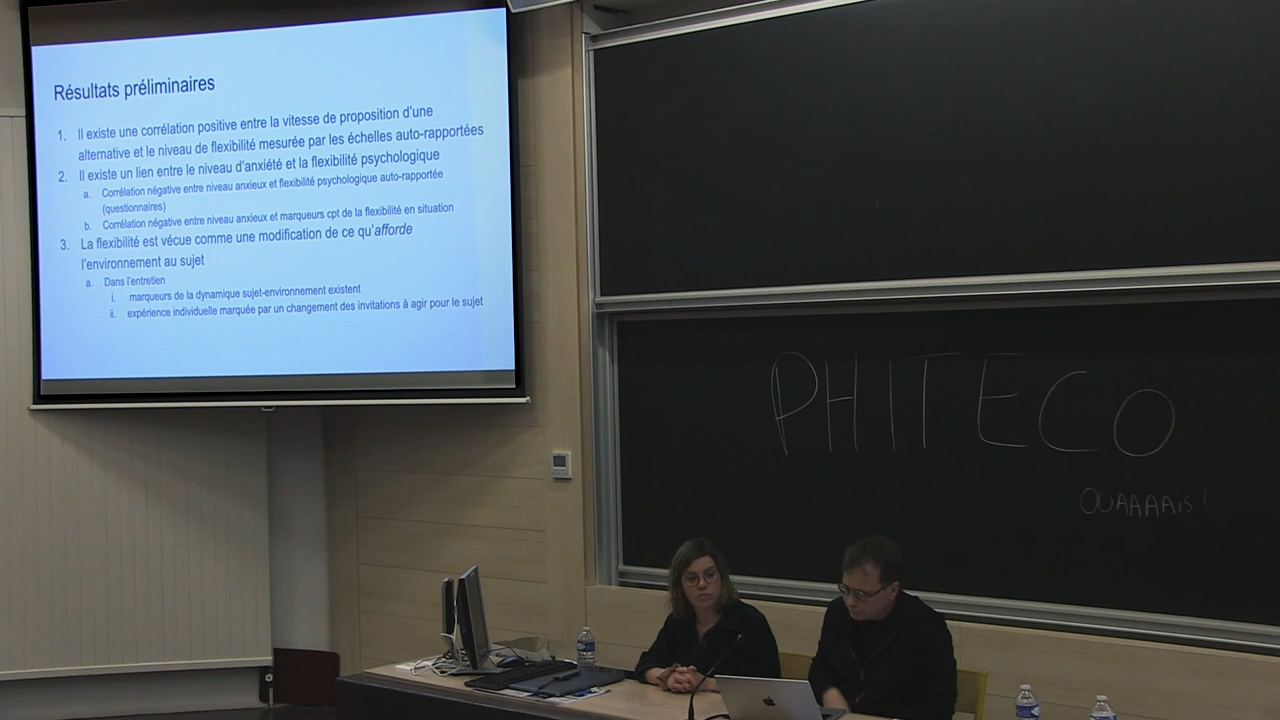 Résultats préliminaires
1. Il existe une corrélation positive entre la vitesse de proposition d'une
alternative et le niveau de flexibilité mesurée par les échelles auto-rapportées
2. Il existe un lien entre le niveau d'anxiété et la flexibilité psychologique
a. Corrélation négative entre niveau anxieux et flexibilité psychologique auto-rapportée
(questionnaires)
b. Corrélation négative entre niveau anxieux et marqueurs cpt de la flexibilité en situation
3. La flexibilité est vécue comme une modification de ce qu'afforde
l'environnement au sujet
a. Dans l'entretien
i. marqueurs de la dynamique sujet-environnement existent
ii. expérience individuelle marquée par un changement des invitations à agir pour le sujet
PHITECO
OUAAAAis !